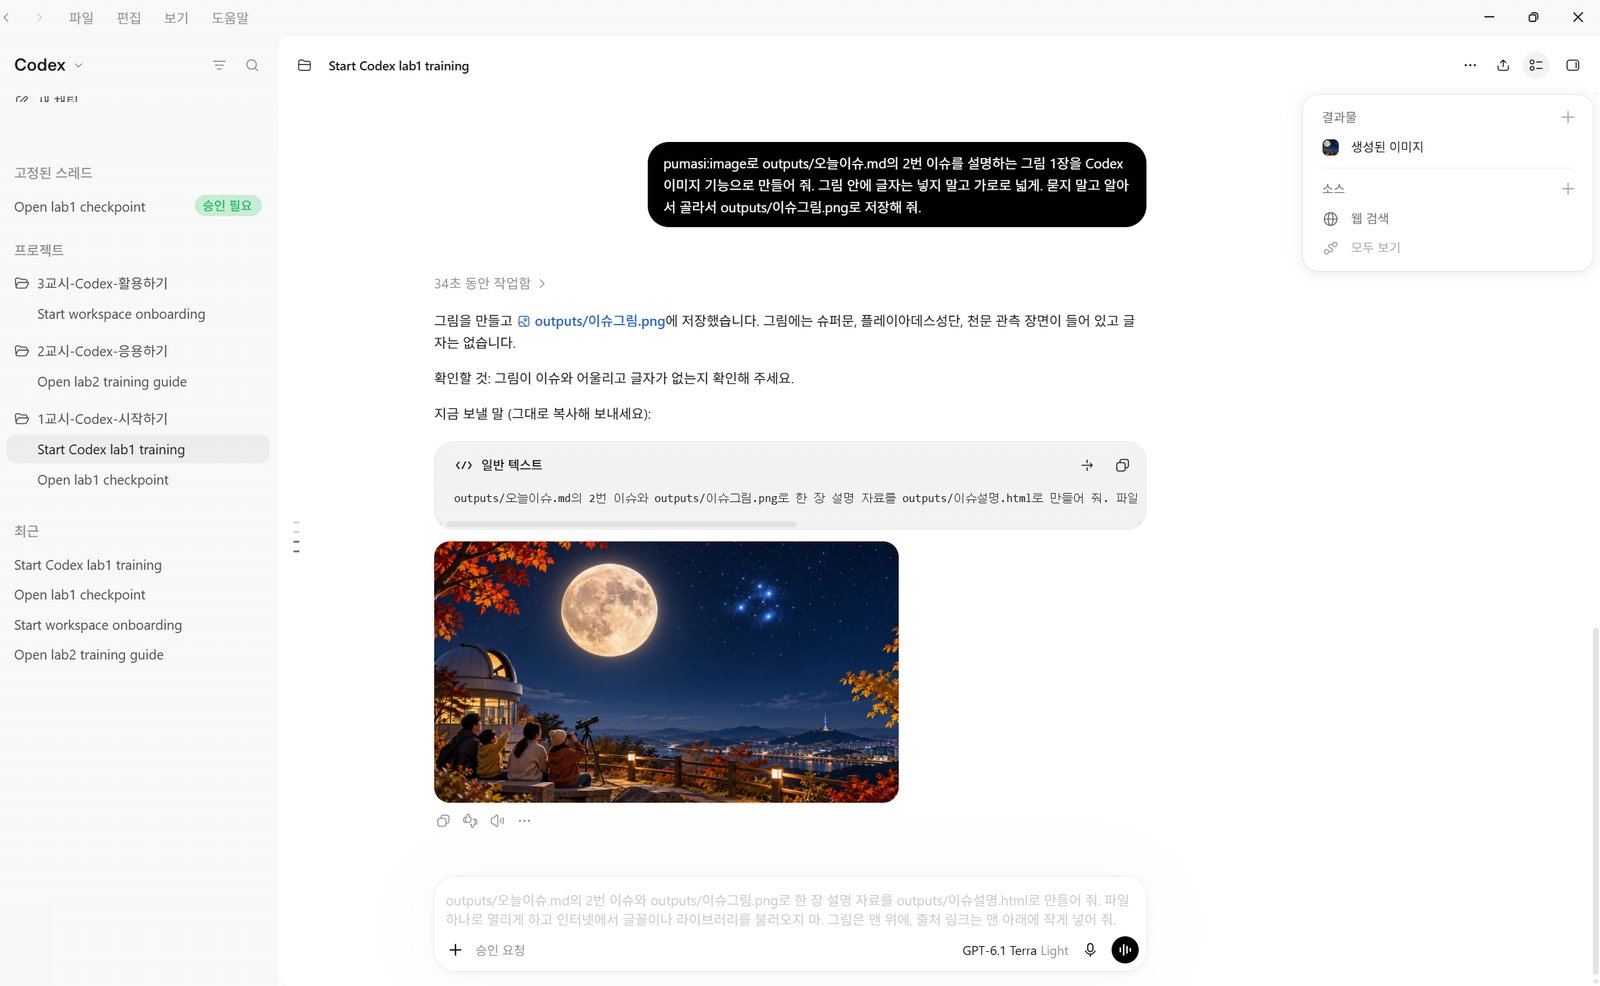 파일
편집
보기
도움말
Codex
새 채팅
고정된 스레드
Open lab1 checkpoint
승인 필요
프로젝트
3교시-Codex-활용하기
Start workspace onboarding
2교시-Codex-응용하기
Open lab2 training guide
1교시-Codex-시작하기
Start Codex lab1 training
Open lab1 checkpoint
최근
Start Codex lab1 training
Open lab1 checkpoint
Start workspace onboarding
Open lab2 training guide
Start Codex lab1 training
pumasi:image로 outputs/오늘이슈.md의 2번 이슈를 설명하는 그림 1장을 Codex
이미지 기능으로 만들어 줘. 그림 안에 글자는 넣지 말고 가로로 넓게. 묻지 말고 알아
서 골라서 outputs/이슈그림.png로 저장해 줘.
34초 동안 작업함
그림을 만들고 outputs/이슈그림.png에 저장했습니다. 그림에는 슈퍼문, 플레이아데스성단, 천문 관측 장면이 들어 있고 글
자는 없습니다.
확인할 것: 그림이 이슈와 어울리고 글자가 없는지 확인해 주세요.
지금 보낼 말 (그대로 복사해 보내세요):
일반 텍스트
outputs/오늘이슈.md의 2번 이슈와 outputs/이슈그림.png로 한 장 설명 자료를 outputs/이슈설명.html로 만들어 줘. 파일
outputs/오늘이슈.md의 2번 이슈와 outputs/이슈그림.png로 한 장 설명 자료를 outputs/이슈설명.html로 만들어 줘. 파일
하나로 열리게 하고 인터넷에서 글꼴이나 라이브러리를 불러오지 마. 그림은 맨 위에, 출처 링크는 맨 아래에 작게 넣어 줘.
승인 요청
GPT-6.1 Terra Light
결과물
생성된 이미지
소스
웹 검색
모두 보기